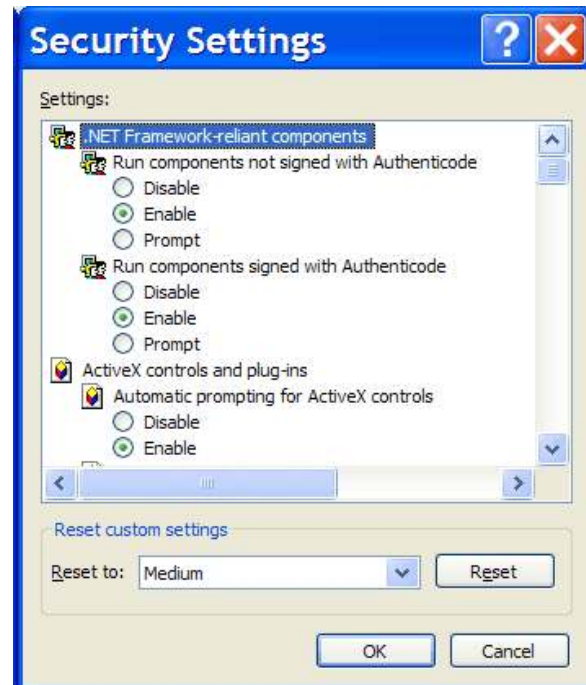 Security Settings
Settings:
.NET Framework-reliant components
Run components not signed with Authenticode
Disable
Enable
Prompt
Run components signed with Authenticode
Disable
Enable
Prompt
ActiveX controls and plug-ins
Automatic prompting for ActiveX controls
Disable
Enable
Reset custom settings
Reset to: Medium Reset
OK Cancel